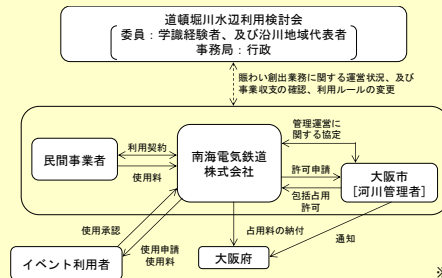 道頓堀川水辺利用検討会
委員：学識経験者、及び沿川地域代表者
事務局：行政
賑わい創出業務に関する運営状況、及び
事業収支の確認、利用ルールの変更
管理運営に
関する協定
利用契約
民間事業者
使用料
南海電気鉄道
株式会社
許可申請
包括占用
許可
大阪市
[河川管理者]
使用承認
使用申請
使用料
占用料の納付
通知
イベント利用者
大阪府
※